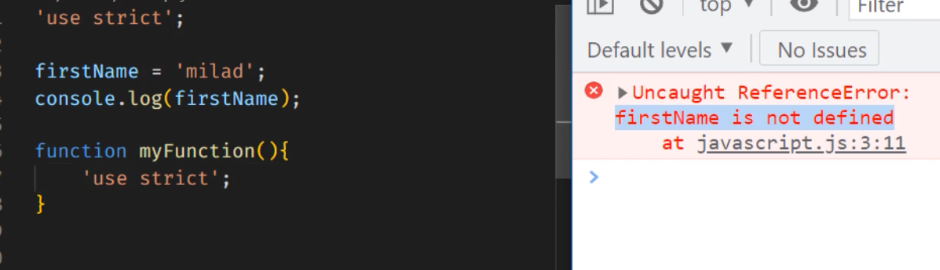 'use strict';
firstName = 'milad';
console.log(firstName);
function myFunction(){
'use strict';
}
top
Filter
Default levels ▼
No Issues
Uncaught ReferenceError:
firstName is not defined
at javascript.js:3:11